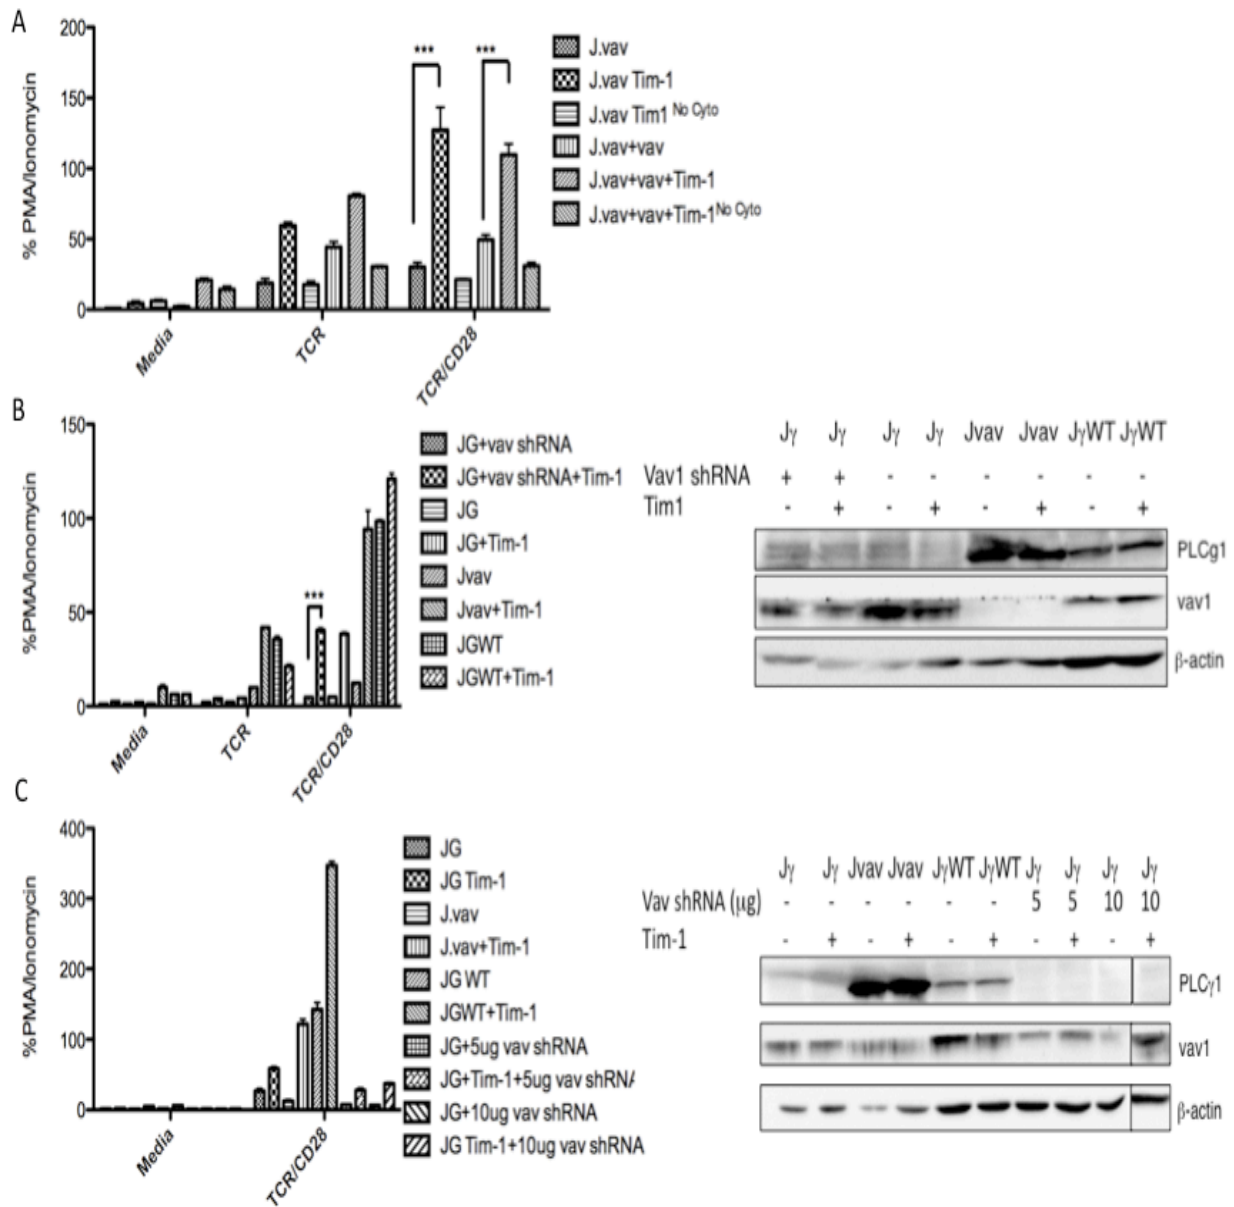 A
200
150
100
50
0
% PMA/Ionomycin
Media
TCR
TCR/CD28
***
***
J.vav
J.vav Tim-1
J.vav Tim1 No Cyto
J.vav+vav
J.vav+vav+Tim-1
J.vav+vav+Tim-1 No Cyto
B
150
100
50
0
%PMA/Ionomycin
Media
TCR
TCR/CD28
***
JG+vav shRNA
JG+vav shRNA+Tim-1
JG
JG+Tim-1
Jvav
Jvav+Tim-1
JGWT
JGWT+Tim-1
Jγ Jγ Jγ Jγ Jvav Jvav JγWT JγWT
Vav1 shRNA + + - - - - - -
Tim1 - + - + - + - +
PLCg1
vav1
β-actin
C
400
300
200
100
0
%PMA/Ionomycin
Media
TCR/CD28
JG
JG Tim-1
J.vav
J.vav+Tim-1
JG WT
JGWT+Tim-1
JG+5ug vav shRNA
JG+Tim-1+5ug vav shRNA
JG+10ug vav shRNA
JG Tim-1+10ug vav shRNA
Jγ Jγ Jvav Jvav JγWT JγWT Jγ Jγ Jγ Jγ
Vav shRNA (μg) - - - - - - 5 5 10 10
Tim-1 - + - + - + - + - +
PLCγ1
vav1
β-actin